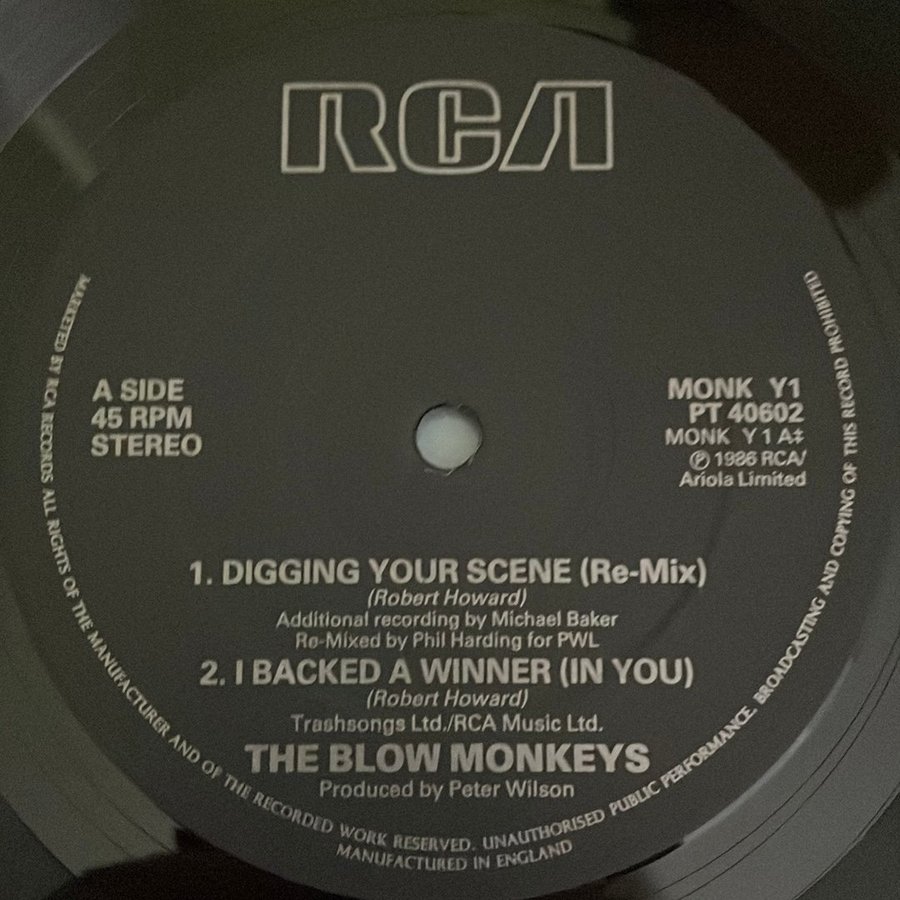 RCA
A SIDE
45 RPM
STEREO
MONK Y1
PT 40602
MONK Y 1 A‡
℗ 1986 RCA/
Ariola Limited
1. DIGGING YOUR SCENE (Re-Mix)
(Robert Howard)
Additional recording by Michael Baker
Re-Mixed by Phil Harding for PWL
2. I BACKED A WINNER (IN YOU)
(Robert Howard)
Trashsongs Ltd./RCA Music Ltd.
THE BLOW MONKEYS
Produced by Peter Wilson
MARKETED BY RCA RECORDS ALL RIGHTS OF THE MANUFACTURER AND OF THE RECORDED WORK RESERVED. UNAUTHORISED PUBLIC PERFORMANCE. BROADCASTING AND COPYING OF THIS RECORD PROHIBITED
MANUFACTURED IN ENGLAND